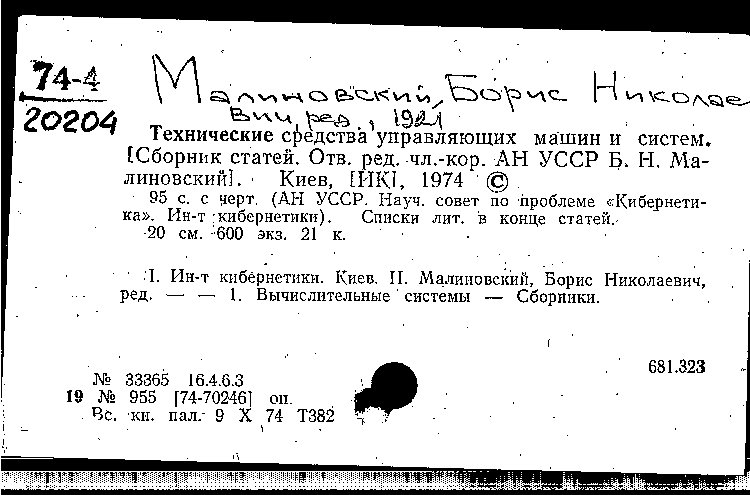 74-4
20204
Малиновский, Борис Николае
вич, ред., 1921
Технические средства управляющих машин и систем.
[Сборник статей. Отв. ред. чл.-кор. АН УССР Б. Н. Ма-
линовский]. Киев, [ИК], 1974 ©
95 с. с черт. (АН УССР. Науч. совет по проблеме «Кибернети-
ка». Ин-т кибернетики). Списки лит. в конце статей.
20 см. 600 экз. 21 к.
I. Ин-т кибернетики. Киев. II. Малиновский, Борис Николаевич,
ред. — — 1. Вычислительные системы — Сборники.
681.323
№ 33365 16.4.6.3
19 № 955 [74-70246] оп.
Вс. кн. пал. 9 X 74 Т382